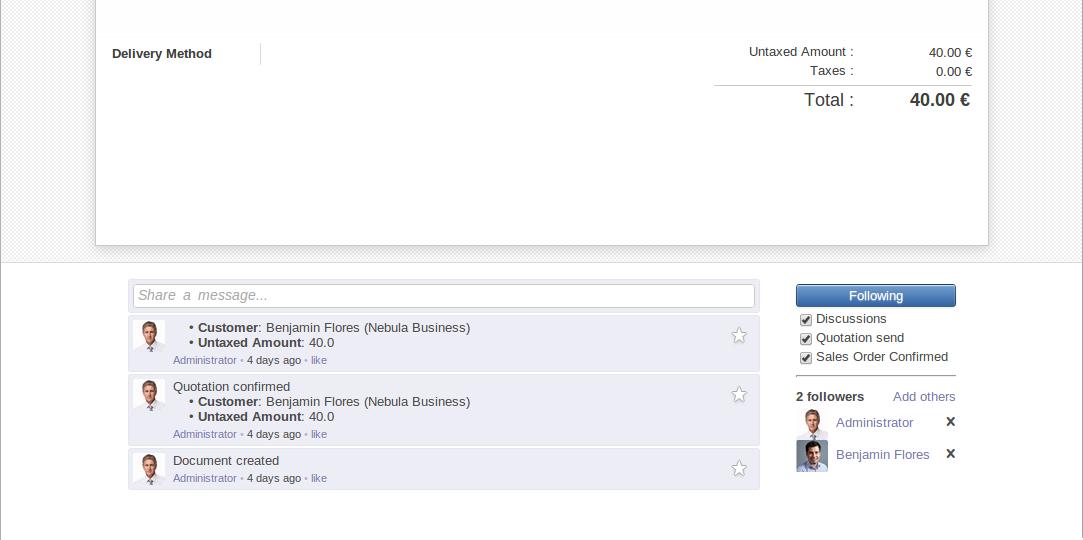 Delivery Method
Untaxed Amount : 40.00 €
Taxes : 0.00 €
Total : 40.00 €
Share a message...
• Customer: Benjamin Flores (Nebula Business)
• Untaxed Amount: 40.0
Administrator • 4 days ago • like
Quotation confirmed
• Customer: Benjamin Flores (Nebula Business)
• Untaxed Amount: 40.0
Administrator • 4 days ago • like
Document created
Administrator • 4 days ago • like
Following
Discussions
Quotation send
Sales Order Confirmed
2 followers Add others
Administrator X
Benjamin Flores X